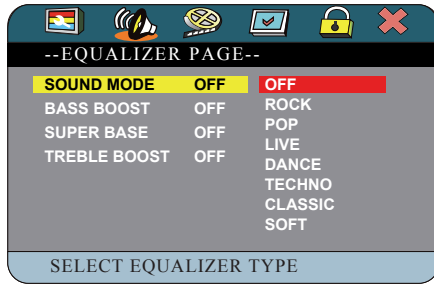 --EQUALIZER PAGE--
SOUND MODE OFF OFF
BASS BOOST OFF ROCK
SUPER BASE OFF POP
TREBLE BOOST OFF LIVE
DANCE
TECHNO
CLASSIC
SOFT
SELECT EQUALIZER TYPE